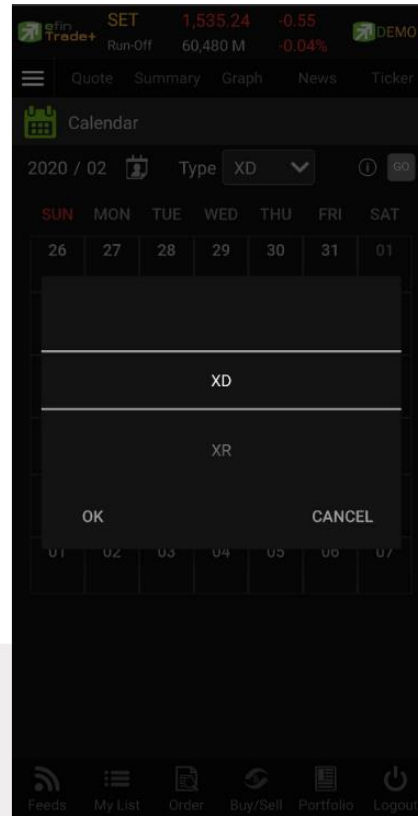 efin Trade+ SET 1,535.24 -0.55 DEMO
Run-Off 60,480 M -0.04%
Quote Summary Graph News Ticker
Calendar
2020 / 02 Type XD GO
SUN MON TUE WED THU FRI SAT
26 27 28 29 30 31 01
XD
XR
OK CANCEL
01 02 03 04 05 06 07
Feeds My List Order Buy/Sell Portfolio Logout